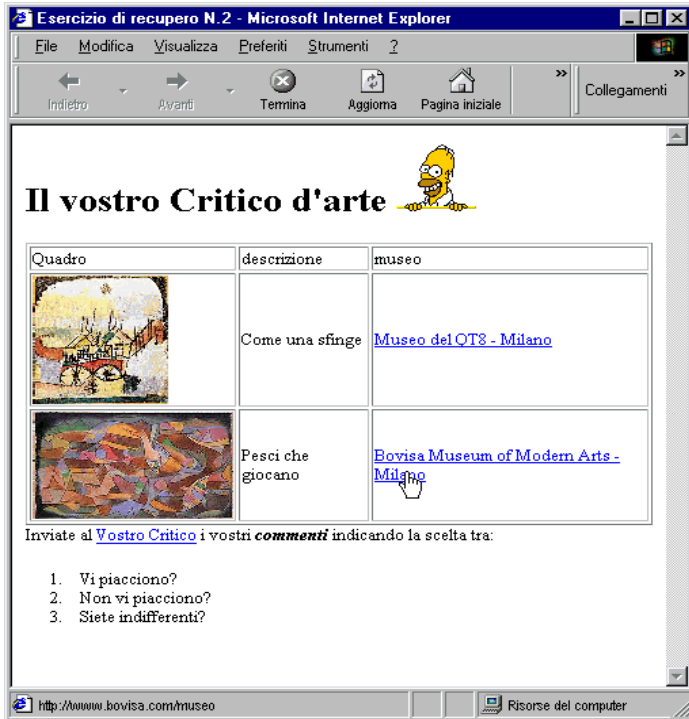 Esercizio di recupero N.2 - Microsoft Internet Explorer
File Modifica Visualizza Preferiti Strumenti ?
Indietro Avanti Termina Aggiorna Pagina iniziale » Collegamenti »
Il vostro Critico d'arte
Quadro descrizione museo
Come una sfinge Museo del QT8 - Milano
Pesci che giocano Bovisa Museum of Modern Arts -
Milano
Inviate al Vostro Critico i vostri commenti indicando la scelta tra:
1. Vi piacciono?
2. Non vi piacciono?
3. Siete indifferenti?
http://www.bovisa.com/museo Risorse del computer